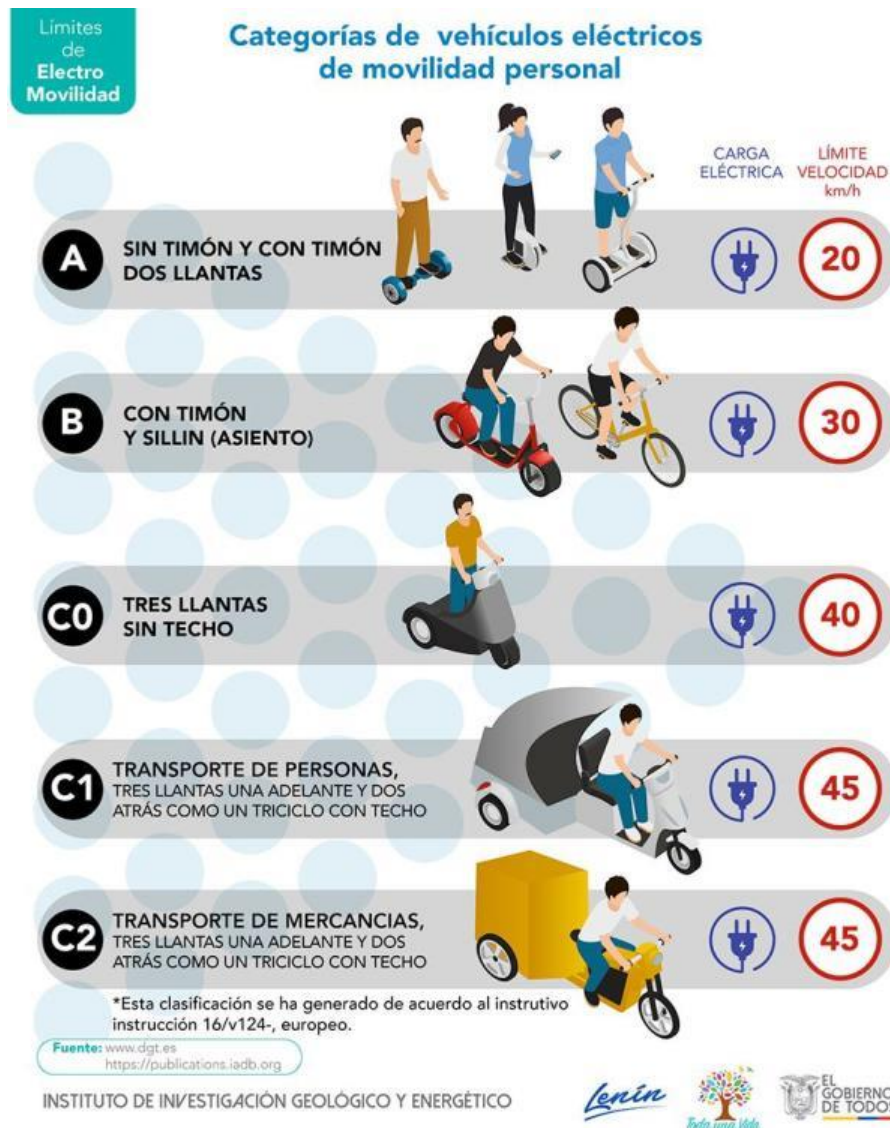 Límites
de
Electro
Movilidad
Categorías de vehículos eléctricos
de movilidad personal
CARGA
ELÉCTRICA
LÍMITE
VELOCIDAD
km/h
A
SIN TIMÓN Y CON TIMÓN
DOS LLANTAS
20
B
CON TIMÓN
Y SILLIN (ASIENTO)
30
C0
TRES LLANTAS
SIN TECHO
40
C1
TRANSPORTE DE PERSONAS,
TRES LLANTAS UNA ADELANTE Y DOS
ATRÁS COMO UN TRICICLO CON TECHO
45
C2
TRANSPORTE DE MERCANCIAS,
TRES LLANTAS UNA ADELANTE Y DOS
ATRÁS COMO UN TRICICLO CON TECHO
45
*Esta clasificación se ha generado de acuerdo al instrutivo
instrucción 16/v124-, europeo.
Fuente: www.dgt.es
https://publications.iadb.org
INSTITUTO DE INVESTIGACIÓN GEOLÓGICO Y ENERGÉTICO
Lenín
Toda una Vida
EL
GOBIERNO
DE TODOS